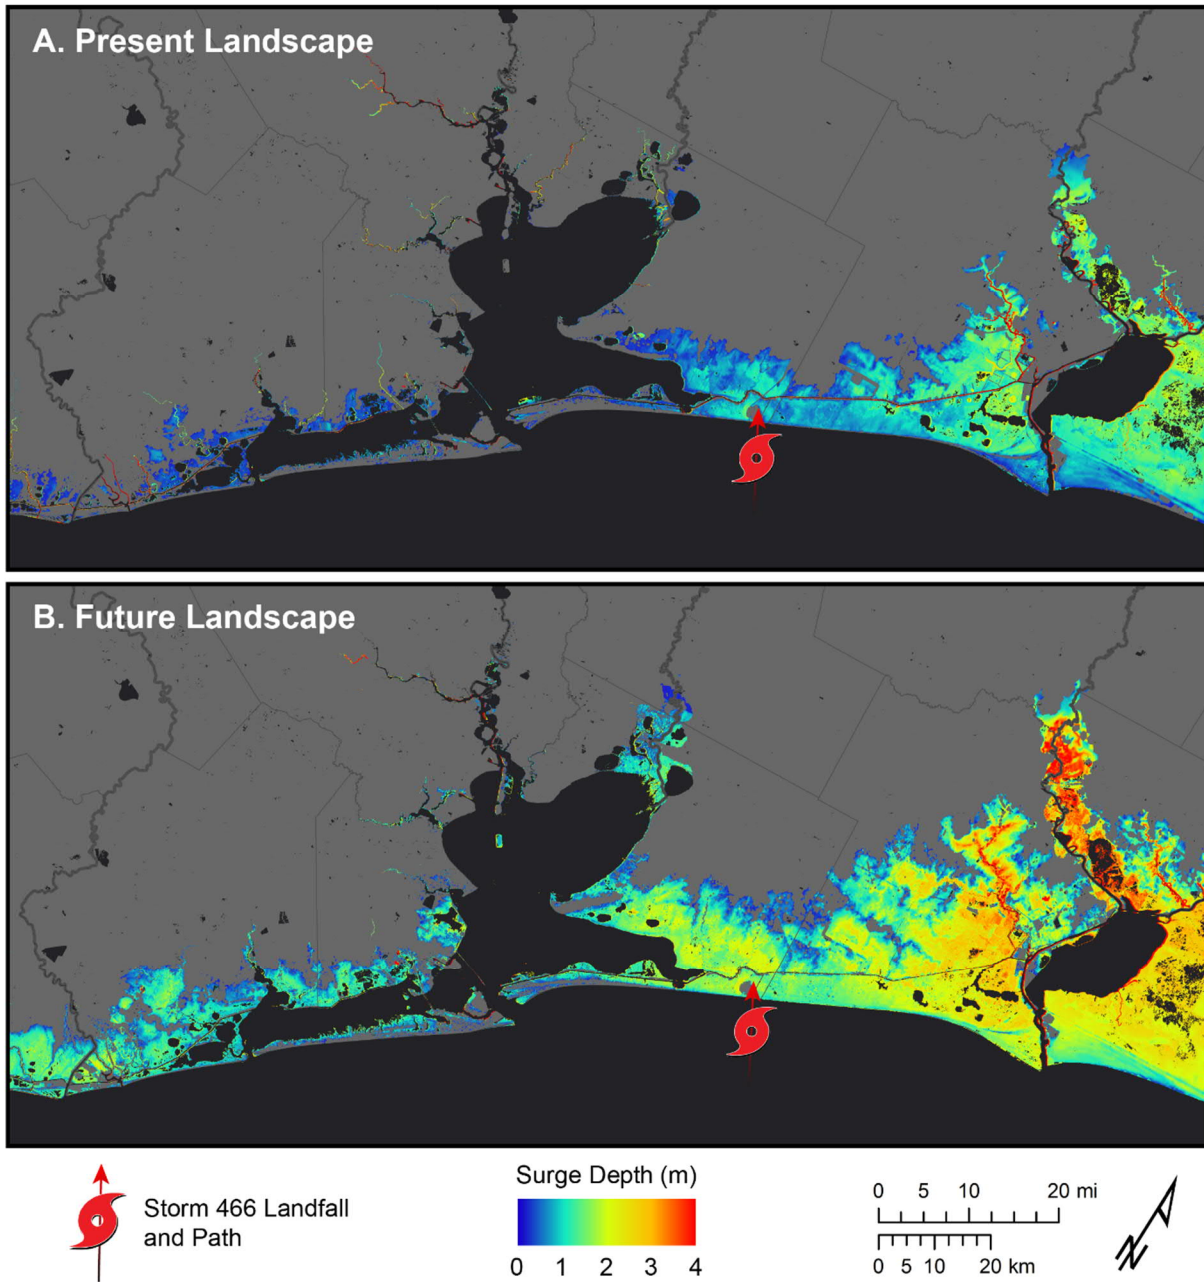 A. Present Landscape
B. Future Landscape
Storm 466 Landfall
and Path
Surge Depth (m)
0 1 2 3 4
0 5 10 20 mi
0 5 10 20 km
N